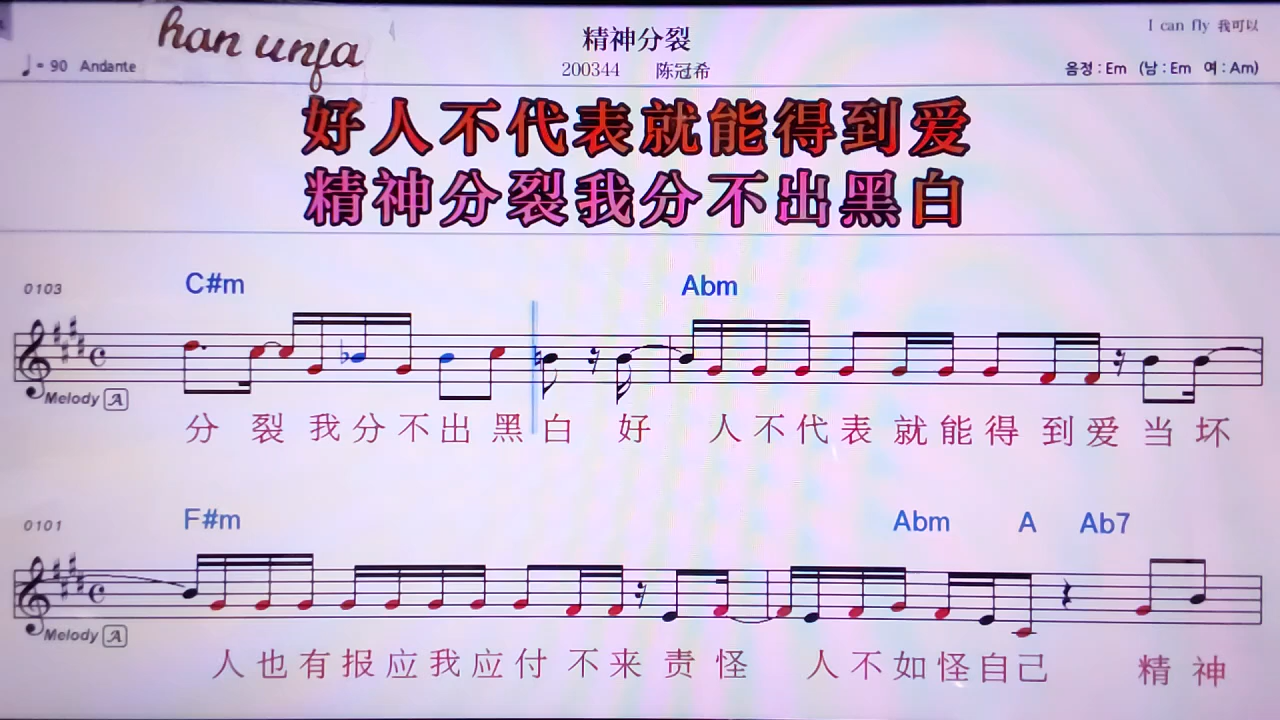 han unfa
精神分裂
I can fly 我可以
♩= 90 Andante
200344 陈冠希
음정 : Em (남 : Em 여 : Am)
好人不代表就能得到爱
精神分裂我分不出黑白
0103
C#m Abm
Melody A
分 裂 我 分 不 出 黑 白 好 人 不 代 表 就 能 得 到 爱 当 坏
0101
F#m Abm A Ab7
Melody A
人 也 有 报 应 我 应 付 不 来 责 怪 人 不 如 怪 自 己 精 神